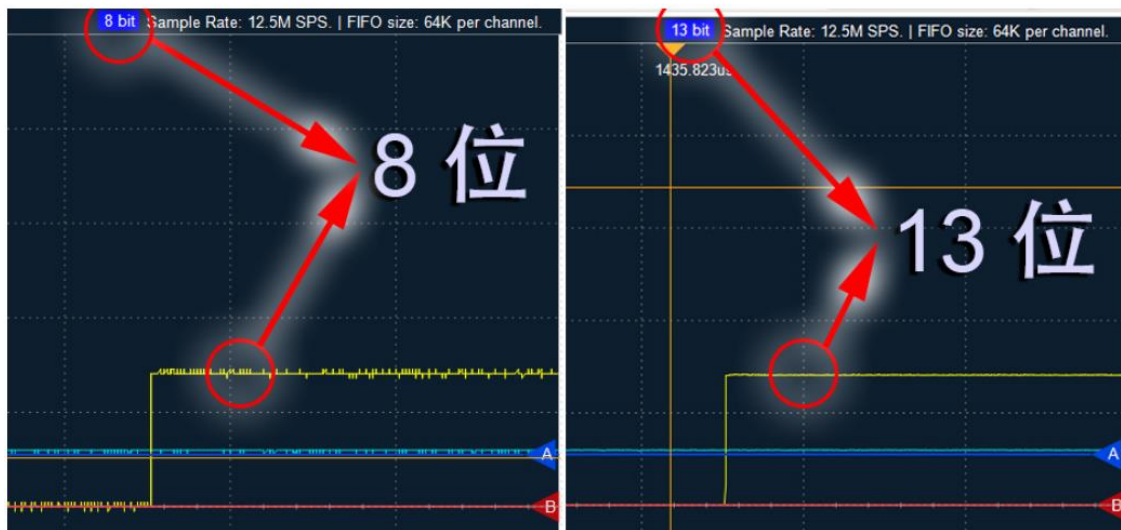 8 bit Sample Rate: 12.5M SPS. | FIFO size: 64K per channel.
8 位
A
B
13 bit Sample Rate: 12.5M SPS. | FIFO size: 64K per channel.
1435.823us
13 位
A
B